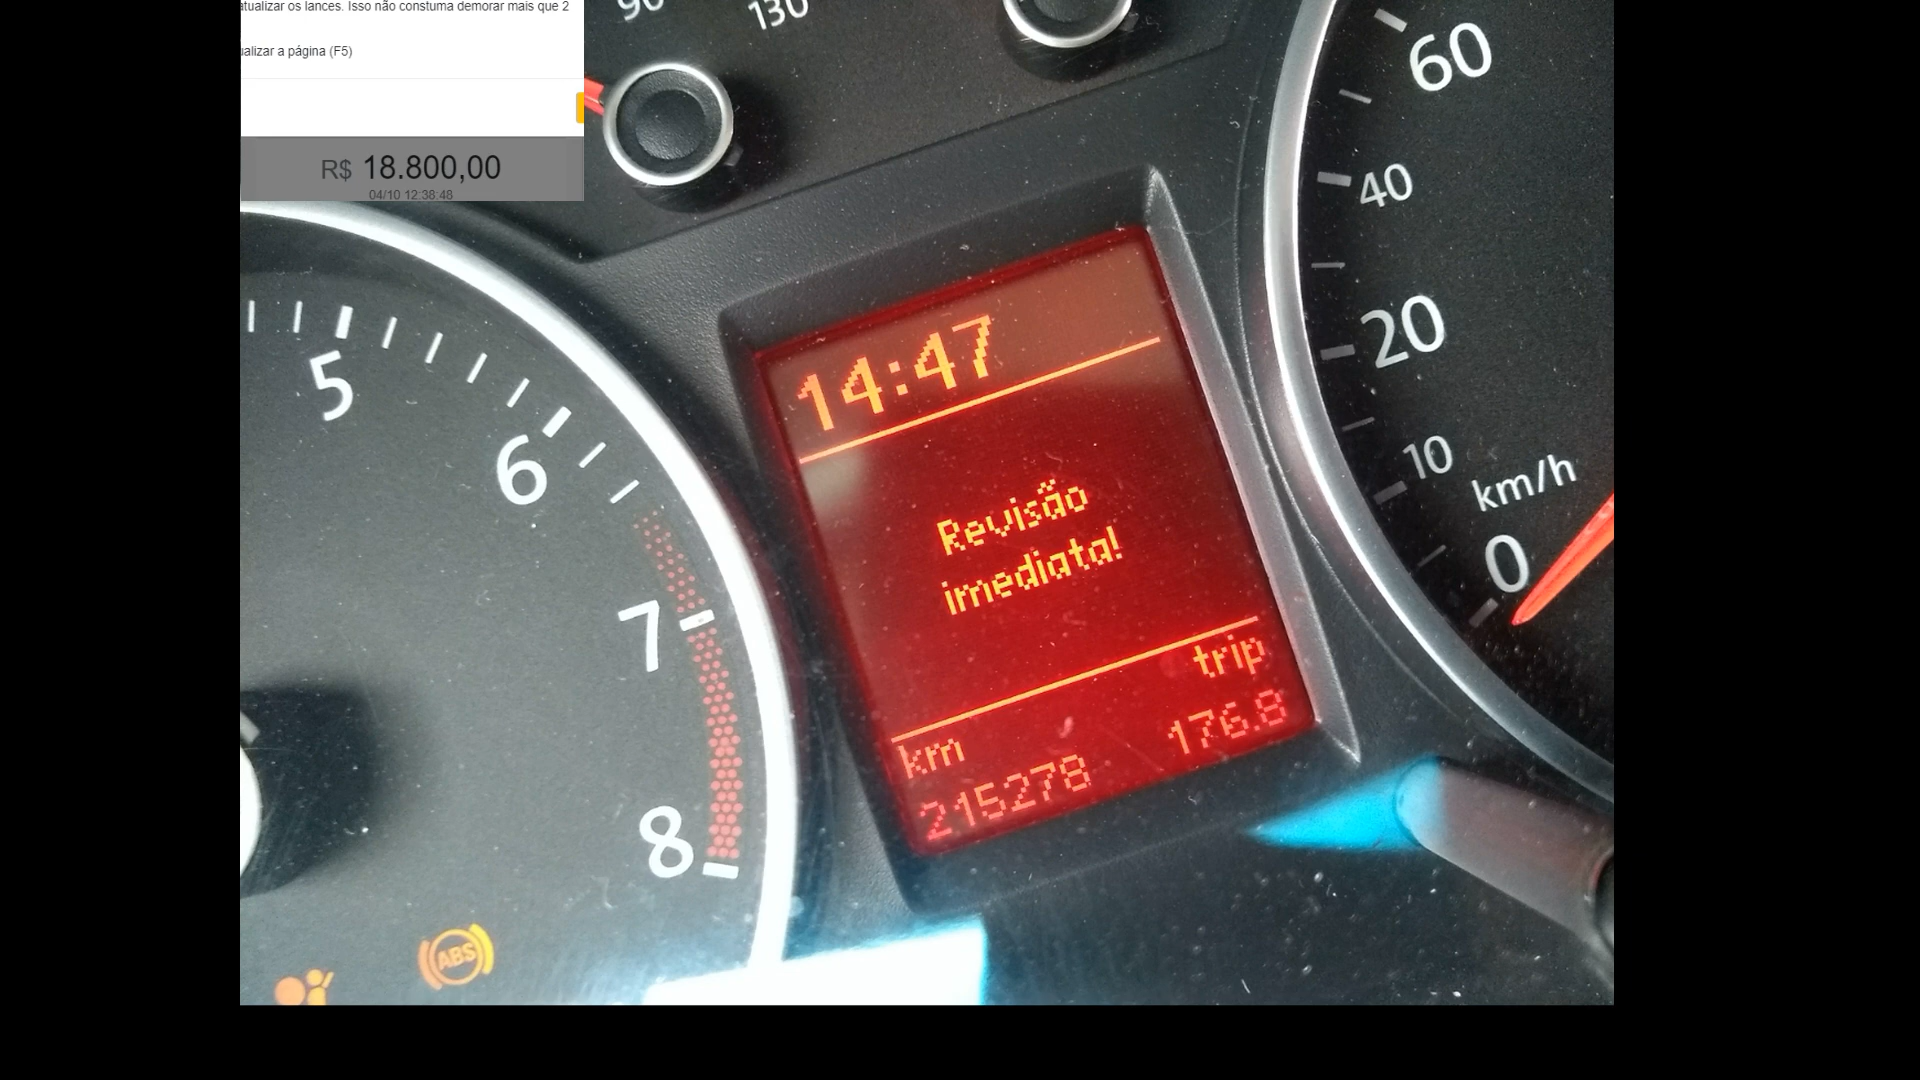 atualizar os lances. Isso não constuma demorar mais que 2
ualizar a página (F5)
R$ 18.800,00
04/10 12:38:48
90
130
60
40
20
10
km/h
0
5
6
7
8
14:47
Revisão
imediata!
trip
km
176.8
215278
ABS